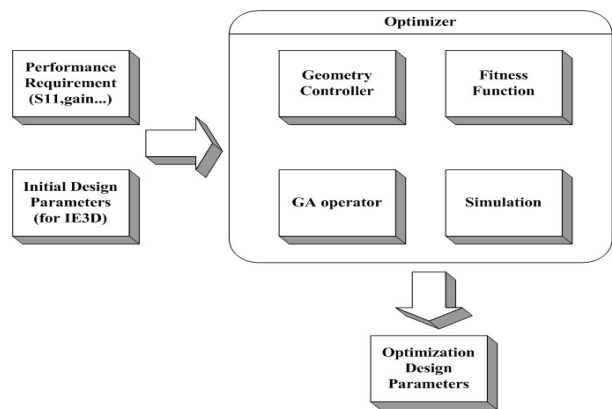 Optimizer
Performance
Requirement
(S11,gain...)
Geometry
Controller
Fitness
Function
Initial Design
Parameters
(for IE3D)
GA operator
Simulation
Optimization
Design
Parameters